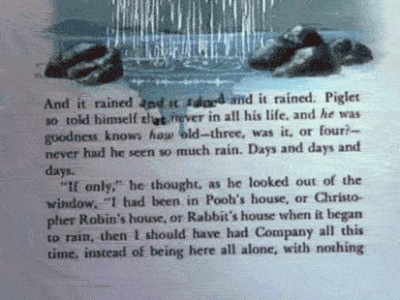 And it rained and it rained and it rained. Piglet
so told himself that never in all his life, and he was
goodness knows how old—three, was it, or four?—
never had he seen so much rain. Days and days and
days.
"If only," he thought, as he looked out of the
window, "I had been in Pooh's house, or Christo-
pher Robin's house, or Rabbit's house when it began
to rain, then I should have had Company all this
time, instead of being here all alone, with nothing